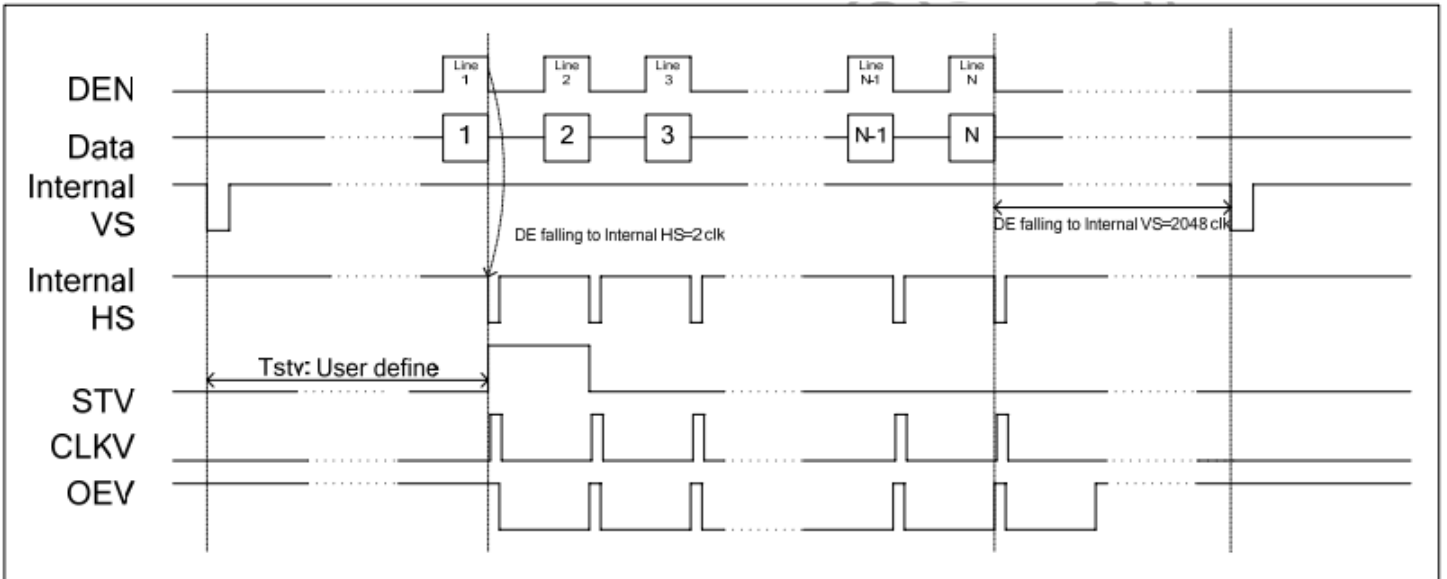 DEN
Line 1
Line 2
Line 3
Line N-1
Line N
Data
1
2
3
N-1
N
Internal VS
DE falling to Internal HS=2 clk
DE falling to Internal VS=2048 clk
Internal HS
Tstv: User define
STV
CLKV
OEV